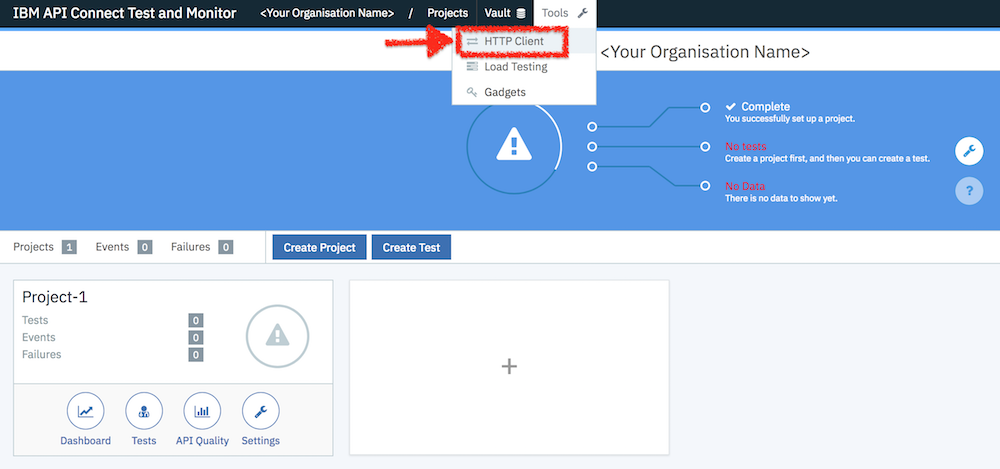 IBM API Connect Test and Monitor <Your Organisation Name> / Projects Vault Tools
HTTP Client
Load Testing
Gadgets
<Your Organisation Name>
Complete
You successfully set up a project.
No tests
Create a project first, and then you can create a test.
No Data
There is no data to show yet.
?
Projects 1 Events 0 Failures 0 Create Project Create Test
Project-1
Tests 0
Events 0
Failures 0
+
Dashboard Tests API Quality Settings